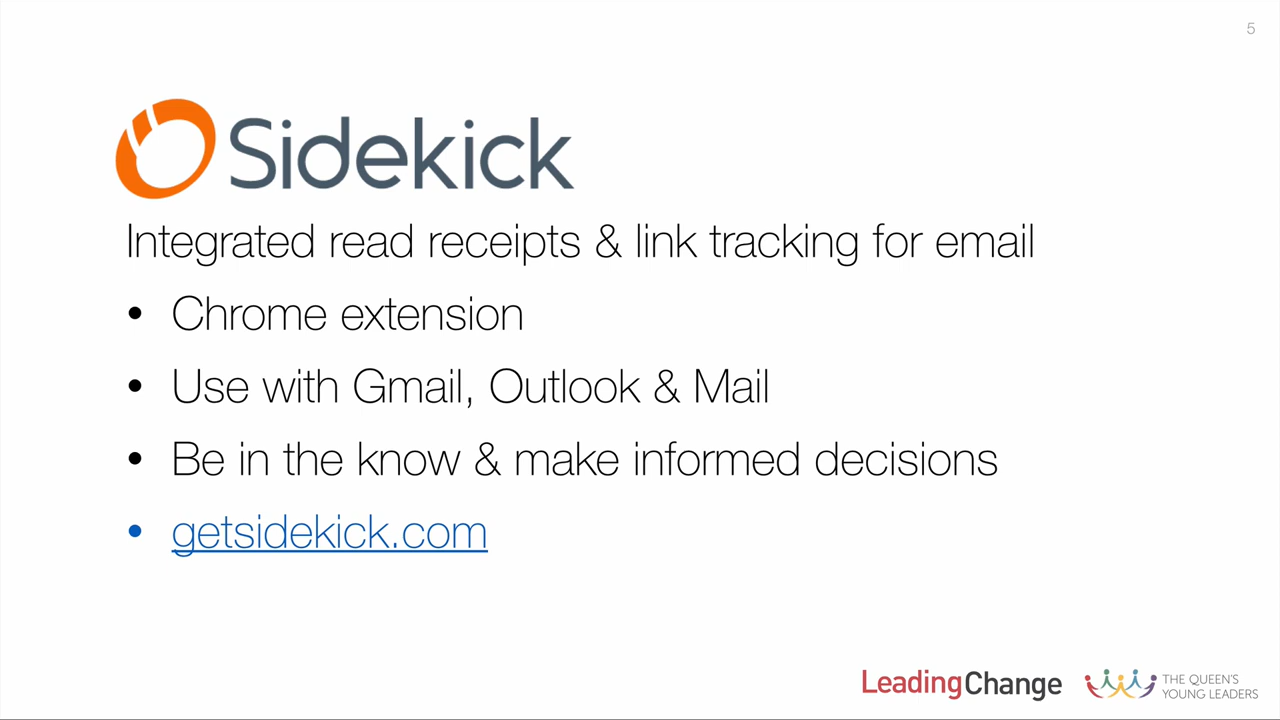 5
Sidekick
Integrated read receipts & link tracking for email
• Chrome extension
• Use with Gmail, Outlook & Mail
• Be in the know & make informed decisions
• getsidekick.com
LeadingChange
THE QUEEN'S
YOUNG LEADERS